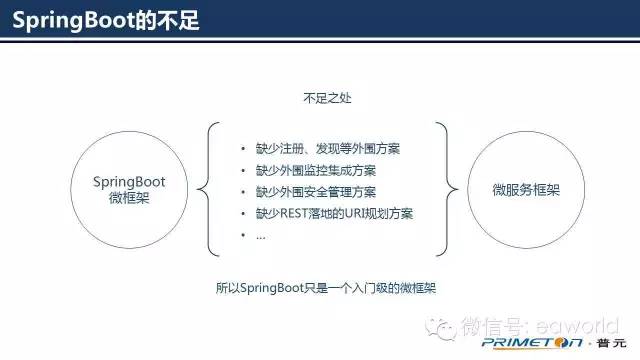 SpringBoot的不足
不足之处
SpringBoot
微框架
• 缺少注册、发现等外围方案
• 缺少外围监控集成方案
• 缺少外围安全管理方案
• 缺少REST落地的URI规划方案
• ...
微服务框架
所以SpringBoot只是一个入门级的微框架
微信号: eaworld
PRIMETON·普元